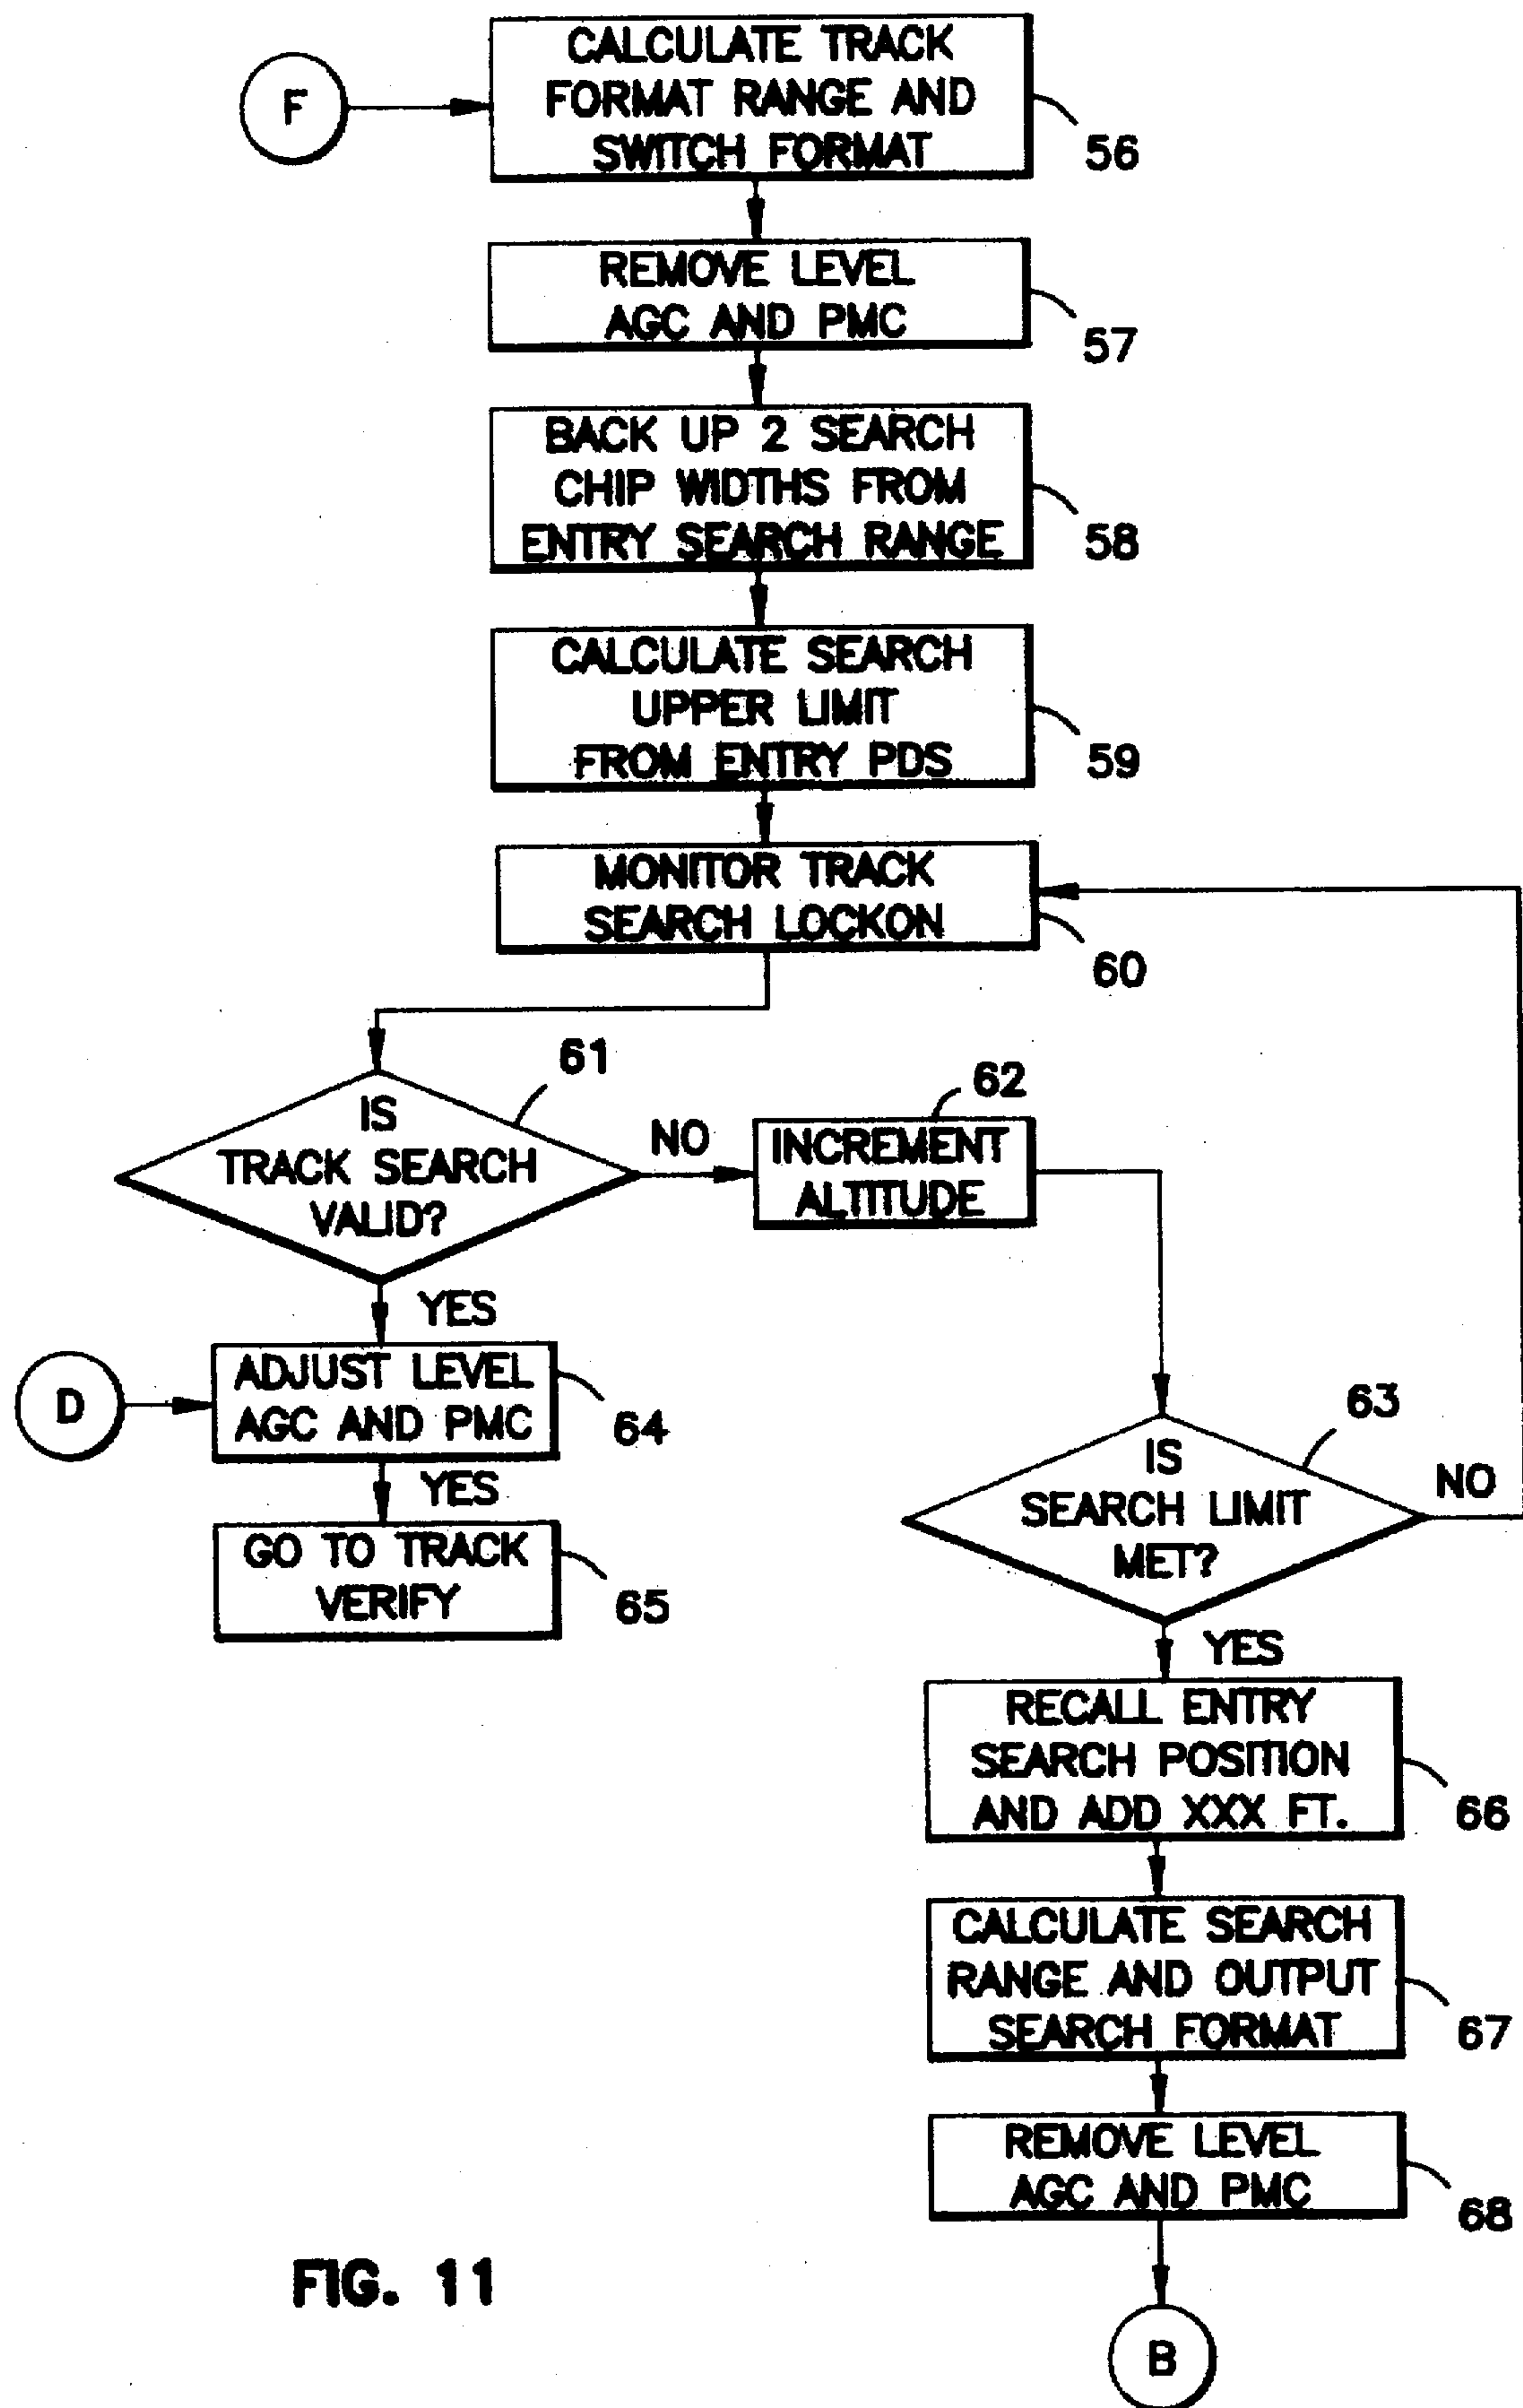 F
CALCULATE TRACK
FORMAT RANGE AND
SWITCH FORMAT
56
REMOVE LEVEL
AGC AND PMC
57
BACK UP 2 SEARCH
CHIP WIDTHS FROM
ENTRY SEARCH RANGE
58
CALCULATE SEARCH
UPPER LIMIT
FROM ENTRY PDS
59
MONITOR TRACK
SEARCH LOCKON
60
IS
TRACK SEARCH
VALID?
61
NO
INCREMENT
ALTITUDE
62
YES
D
ADJUST LEVEL
AGC AND PMC
64
YES
GO TO TRACK
VERIFY
65
IS
SEARCH LIMIT
MET?
63
NO
YES
RECALL ENTRY
SEARCH POSITION
AND ADD XXX FT.
66
CALCULATE SEARCH
RANGE AND OUTPUT
SEARCH FORMAT
67
REMOVE LEVEL
AGC AND PMC
68
B
FIG. 11